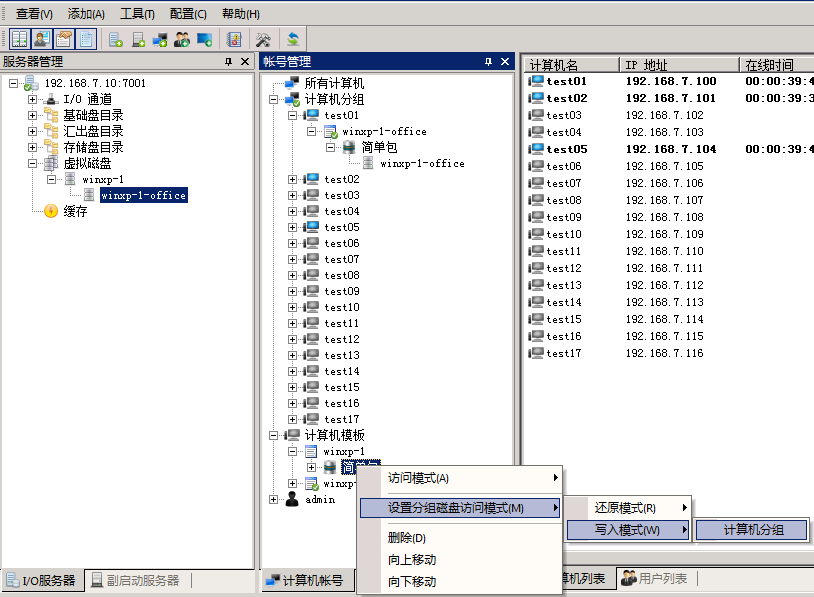 查看(V) 添加(A) 工具(T) 配置(C) 帮助(H)
服务器管理
192.168.7.10:7001
I/O 通道
基础盘目录
汇出盘目录
存储盘目录
虚拟磁盘
winxp-1
winxp-1-office
缓存
I/O服务器 副启动服务器
帐号管理
所有计算机
计算机分组
test01
winxp-1-office
简单包
winxp-1-office
test02
test03
test04
test05
test06
test07
test08
test09
test10
test11
test12
test13
test14
test15
test16
test17
计算机模板
winxp-1
简单包
winxp-
admin
计算机帐号
访问模式(A)
设置分组磁盘访问模式(M)
删除(D)
向上移动
向下移动
还原模式(R)
写入模式(W)
计算机分组
计算机名 IP 地址 在线时间
test01 192.168.7.100 00:00:39:4
test02 192.168.7.101 00:00:39:3
test03 192.168.7.102
test04 192.168.7.103
test05 192.168.7.104 00:00:39:4
test06 192.168.7.105
test07 192.168.7.106
test08 192.168.7.107
test09 192.168.7.108
test10 192.168.7.109
test11 192.168.7.110
test12 192.168.7.111
test13 192.168.7.112
test14 192.168.7.113
test15 192.168.7.114
test16 192.168.7.115
test17 192.168.7.116
机列表 用户列表